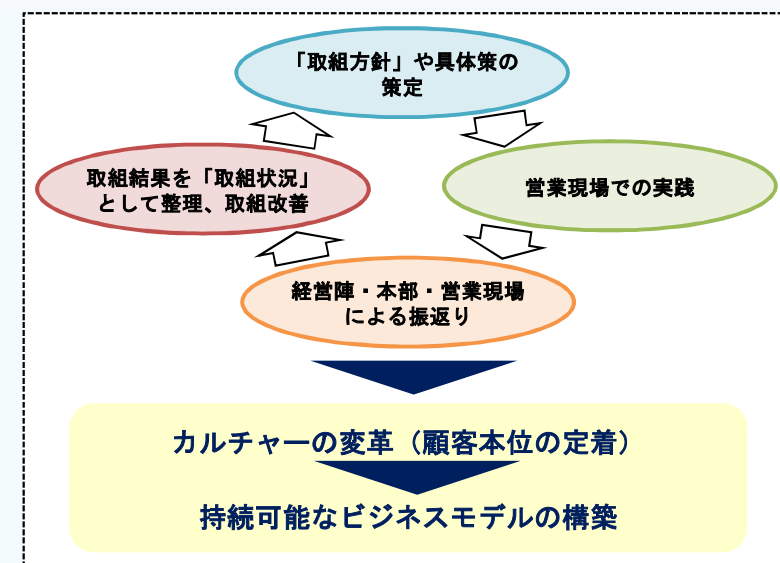 「取組方針」や具体策の
策定
取組結果を「取組状況」
として整理、取組改善
営業現場での実践
経営陣・本部・営業現場
による振返り
カルチャーの変革（顧客本位の定着）
持続可能なビジネスモデルの構築